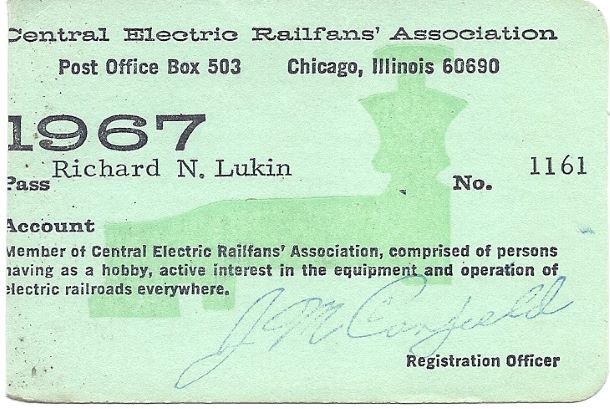 Central Electric Railfans' Association
Post Office Box 503 Chicago, Illinois 60690
1967
Pass Richard N. Lukin No. 1161
Account
Member of Central Electric Railfans' Association, comprised of persons
having as a hobby, active interest in the equipment and operation of
electric railroads everywhere.
J M Canfield
Registration Officer